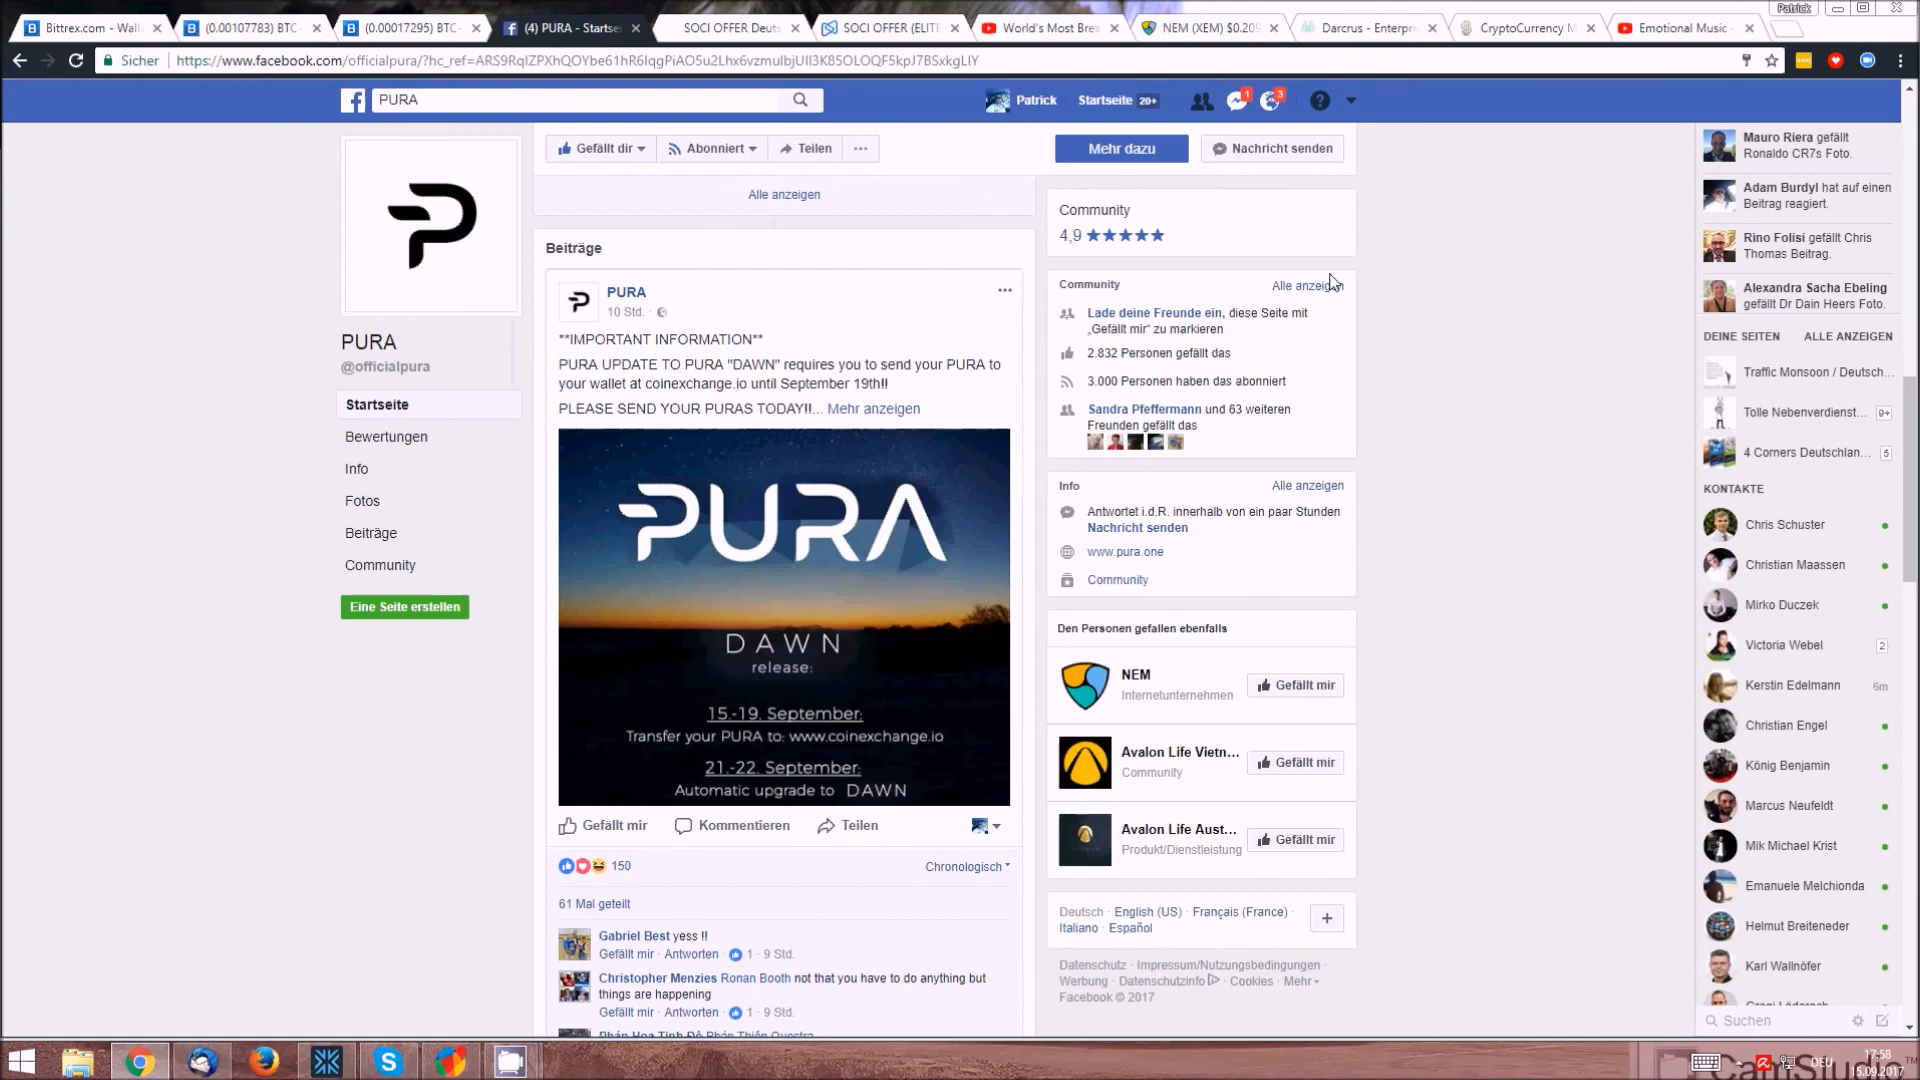 Patrick
Bittrex.com - Walle
(0.00107783) BTC-
(0.00017295) BTC-
(4) PURA - Startse
SOCI OFFER Deuts
SOCI OFFER (ELITE
World's Most Brea
NEM (XEM) $0.209
Darcrus - Enterpri
CryptoCurrency M
Emotional Music -
Sicher
https://www.facebook.com/officialpura/?hc_ref=ARS9RqIZPXhQOYbe61hR6IqgPiAO5u2Lhx6vzmulbjUlI3K85OLOQF5kpJ7BSxkgLIY
PURA
Patrick
Startseite 20+
1
3
Gefällt dir
Abonniert
Teilen
Mehr dazu
Nachricht senden
Alle anzeigen
PURA
@officialpura
Startseite
Bewertungen
Info
Fotos
Beiträge
Community
Eine Seite erstellen
Beiträge
PURA
10 Std.
**IMPORTANT INFORMATION**
PURA UPDATE TO PURA "DAWN" requires you to send your PURA to
your wallet at coinexchange.io until September 19th!!
PLEASE SEND YOUR PURAS TODAY!!... Mehr anzeigen
PURA
DAWN
release:
15.-19. September:
Transfer your PURA to: www.coinexchange.io
21.-22. September:
Automatic upgrade to DAWN
Gefällt mir
Kommentieren
Teilen
150
Chronologisch
61 Mal geteilt
Gabriel Best yess !!
Gefällt mir · Antworten · 1 · 9 Std.
Christopher Menzies Ronan Booth not that you have to do anything but
things are happening
Gefällt mir · Antworten · 1 · 9 Std.
Community
4,9
Community
Alle anzeigen
Lade deine Freunde ein, diese Seite mit
„Gefällt mir" zu markieren
2.832 Personen gefällt das
3.000 Personen haben das abonniert
Sandra Pfeffermann und 63 weiteren
Freunden gefällt das
Info
Alle anzeigen
Antwortet i.d.R. innerhalb von ein paar Stunden
Nachricht senden
www.pura.one
Community
Den Personen gefallen ebenfalls
NEM
Internetunternehmen
Gefällt mir
Avalon Life Vietn...
Community
Gefällt mir
Avalon Life Aust...
Produkt/Dienstleistung
Gefällt mir
Deutsch · English (US) · Français (France) ·
Italiano · Español
Datenschutz · Impressum/Nutzungsbedingungen ·
Werbung · Datenschutzinfo · Cookies · Mehr
Facebook © 2017
Mauro Riera gefällt
Ronaldo CR7s Foto.
Adam Burdyl hat auf einen
Beitrag reagiert.
Rino Folisi gefällt Chris
Thomas Beitrag.
Alexandra Sacha Ebeling
gefällt Dr Dain Heers Foto.
DEINE SEITEN
ALLE ANZEIGEN
Traffic Monsoon / Deutsch...
Tolle Nebenverdienst... 9+
4 Corners Deutschlan... 5
KONTAKTE
Chris Schuster
Christian Maassen
Mirko Duczek
Victoria Webel 2
Kerstin Edelmann 6m
Christian Engel
König Benjamin
Marcus Neufeldt
Mik Michael Krist
Emanuele Melchionda
Helmut Breiteneder
Karl Wallnöfer
Suchen
DEU
17:58
15.09.2017
CamStudio